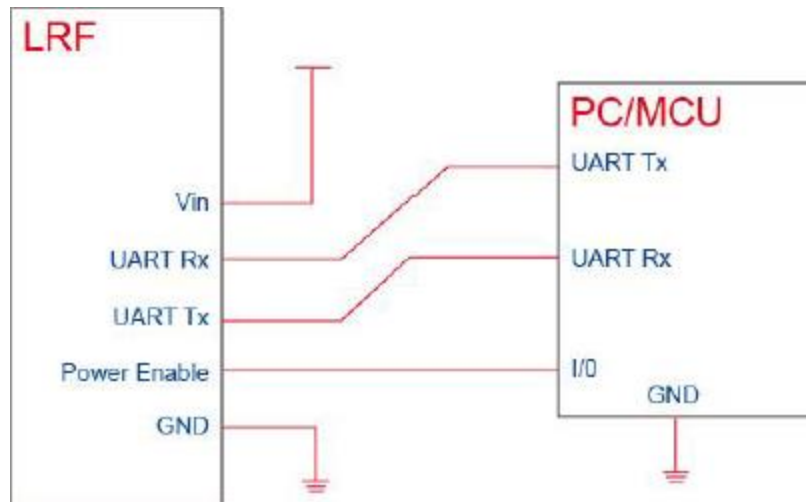 LRF
Vin
UART Rx
UART Tx
Power Enable
GND
PC/MCU
UART Tx
UART Rx
I/0
GND